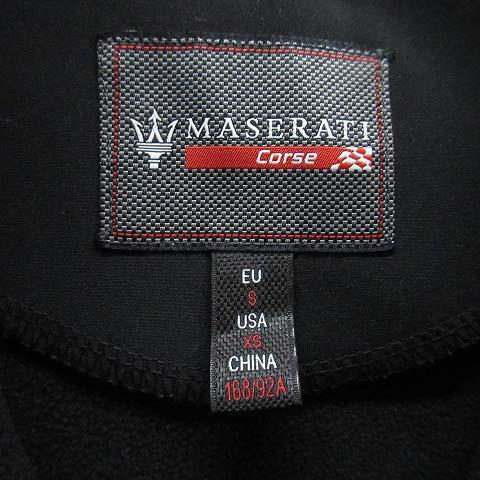 MASERATI
Corse
EU
S
USA
XS
CHINA
168/92A